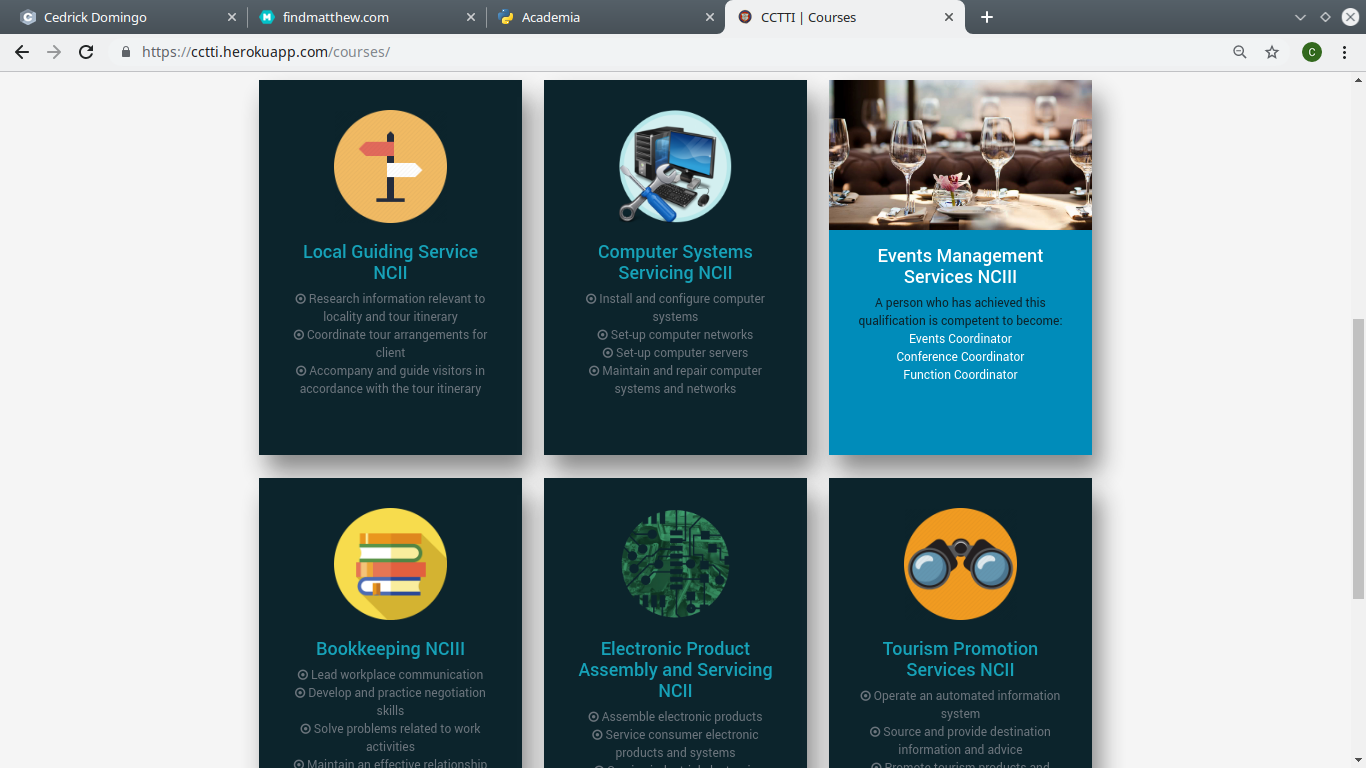 Cedrick Domingo
findmatthew.com
Academia
CCTTI | Courses
https://cctti.herokuapp.com/courses/
C
Local Guiding Service
NCII
Research information relevant to
locality and tour itinerary
Coordinate tour arrangements for
client
Accompany and guide visitors in
accordance with the tour itinerary
Computer Systems
Servicing NCII
Install and configure computer
systems
Set-up computer networks
Set-up computer servers
Maintain and repair computer
systems and networks
Events Management
Services NCIII
A person who has achieved this
qualification is competent to become:
Events Coordinator
Conference Coordinator
Function Coordinator
Bookkeeping NCIII
Lead workplace communication
Develop and practice negotiation
skills
Solve problems related to work
activities
Maintain an effective relationship
Electronic Product
Assembly and Servicing
NCII
Assemble electronic products
Service consumer electronic
products and systems
Tourism Promotion
Services NCII
Operate an automated information
system
Source and provide destination
information and advice
Promote tourism products and